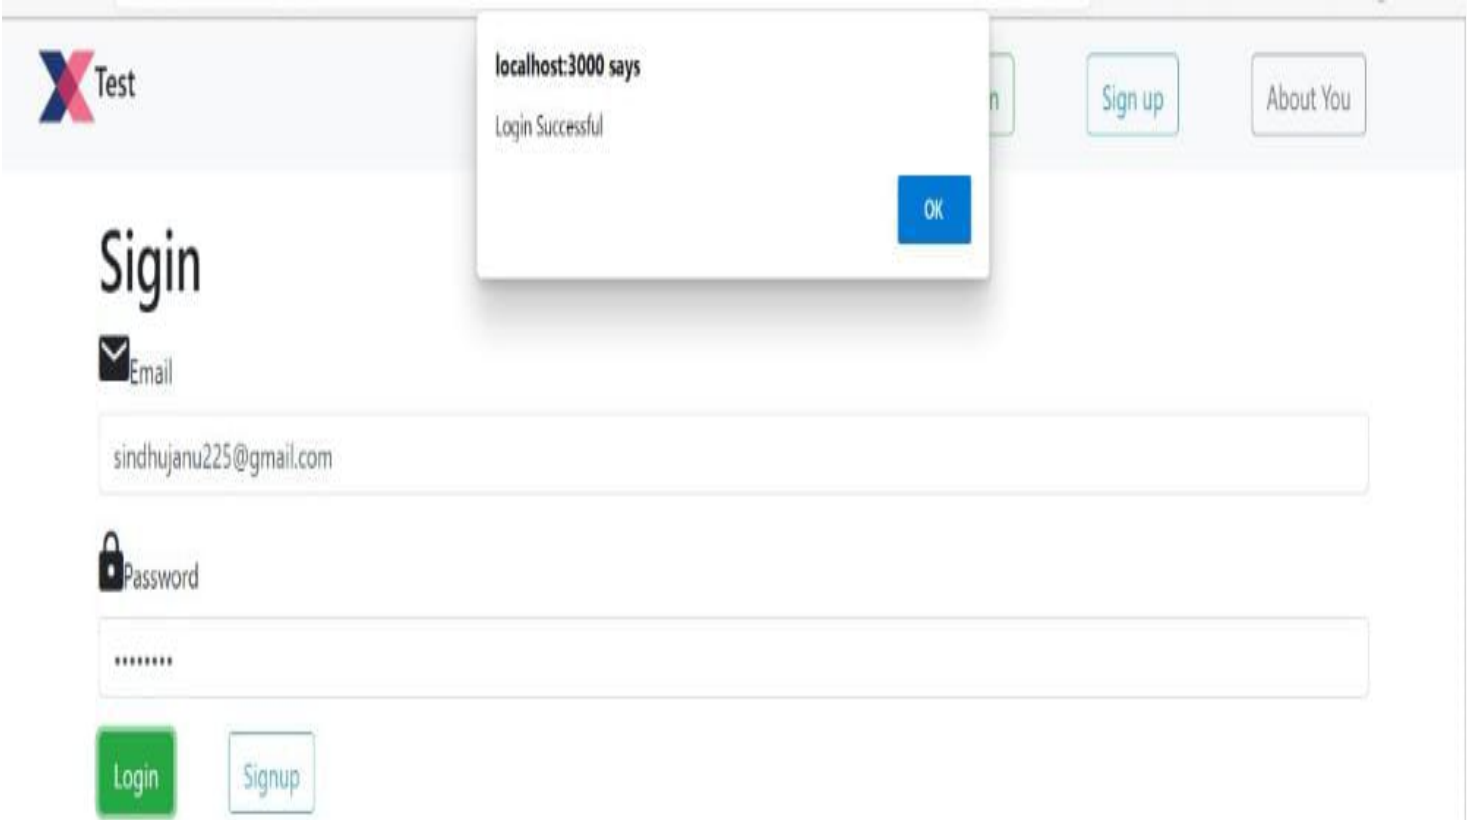 Test
localhost:3000 says
Login Successful
OK
n
Sign up
About You
Sigin
Email
sindhujanu225@gmail.com
Password
••••••••
Login
Signup